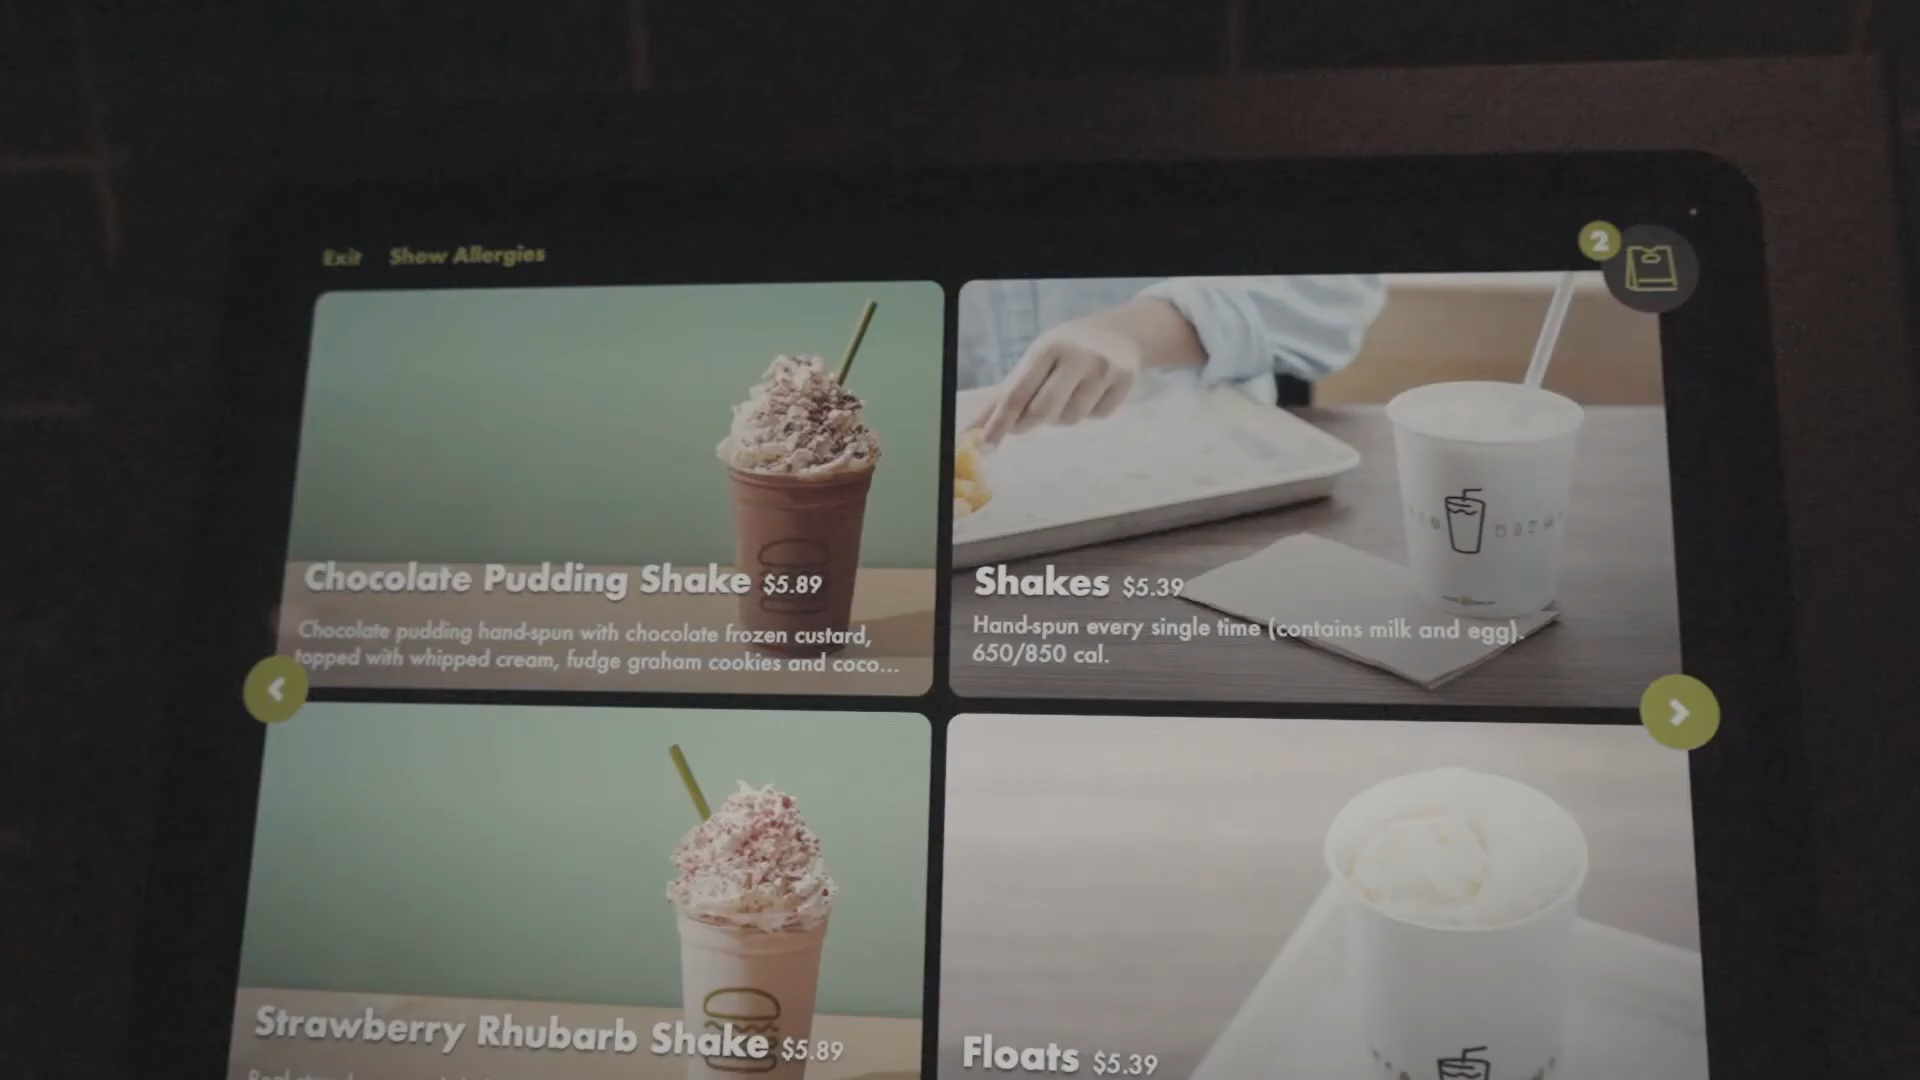 Exit Show Allergies
2
Chocolate Pudding Shake $5.89
Chocolate pudding hand-spun with chocolate frozen custard,
topped with whipped cream, fudge graham cookies and coco...
Shakes $5.39
Hand-spun every single time (contains milk and egg).
650/850 cal.
Strawberry Rhubarb Shake $5.89
Floats $5.39